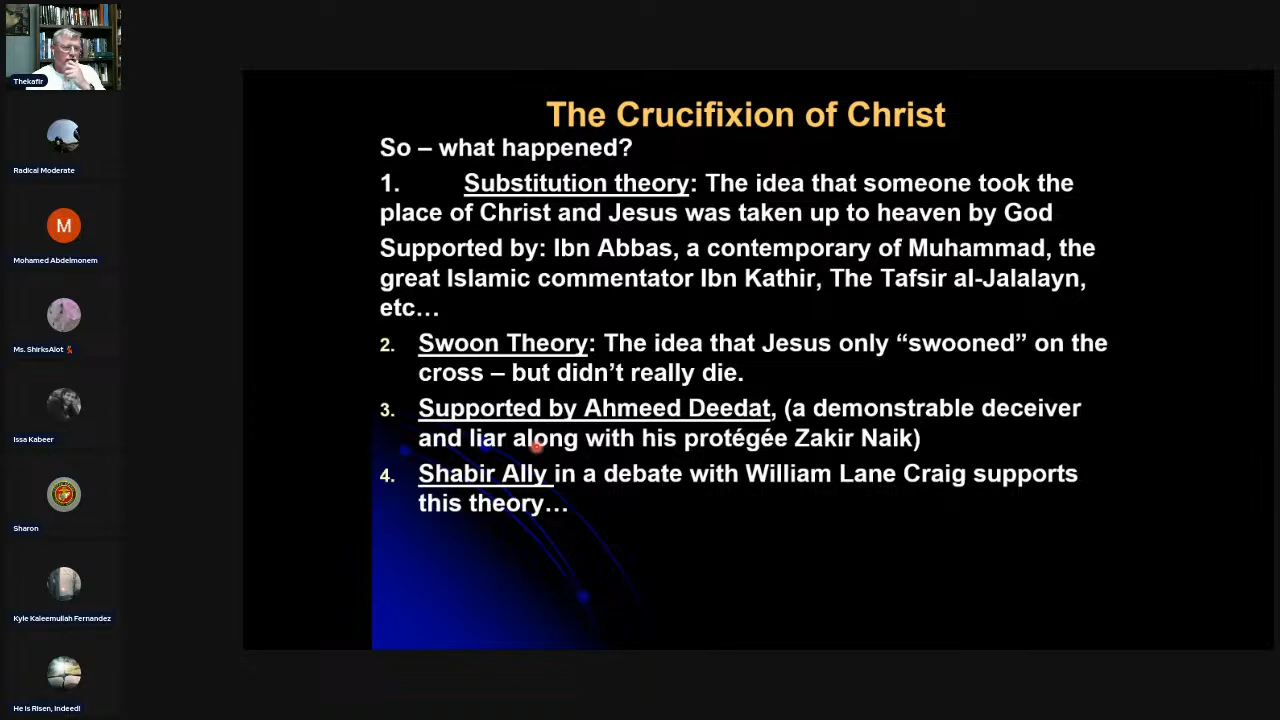 Thekafir
Radical Moderate
M
Mohamed Abdelmonem
Ms. ShirksAlot
Issa Kabeer
Sharon
Kyle Kaleemullah Fernandez
He is Risen, Indeed!
The Crucifixion of Christ
So – what happened?
1. Substitution theory: The idea that someone took the
place of Christ and Jesus was taken up to heaven by God
Supported by: Ibn Abbas, a contemporary of Muhammad, the
great Islamic commentator Ibn Kathir, The Tafsir al-Jalalayn,
etc…
2. Swoon Theory: The idea that Jesus only “swooned” on the
cross – but didn’t really die.
3. Supported by Ahmeed Deedat, (a demonstrable deceiver
and liar along with his protégée Zakir Naik)
4. Shabir Ally in a debate with William Lane Craig supports
this theory…